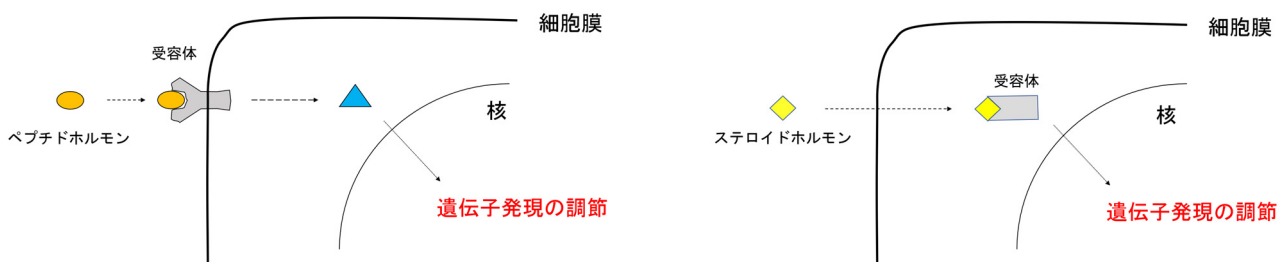 細胞膜
受容体
核
ペプチドホルモン
遺伝子発現の調節
細胞膜
受容体
核
ステロイドホルモン
遺伝子発現の調節